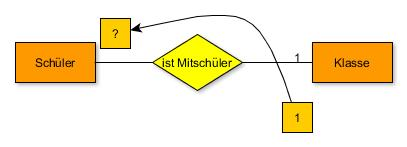 ?
Schüler
ist Mitschüler
1
Klasse
1